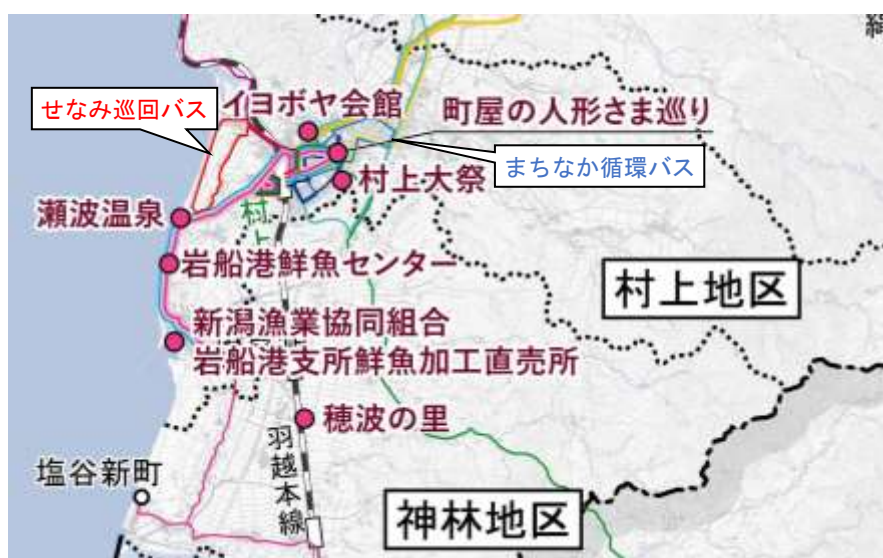 イヨボヤ会館
町屋の人形さま巡り
せなみ巡回バス
まちなか循環バス
村上大祭
瀬波温泉
村上
岩船港鮮魚センター
村上地区
新潟漁業協同組合
岩船港支所鮮魚加工直売所
穂波の里
羽越本線
塩谷新町
神林地区